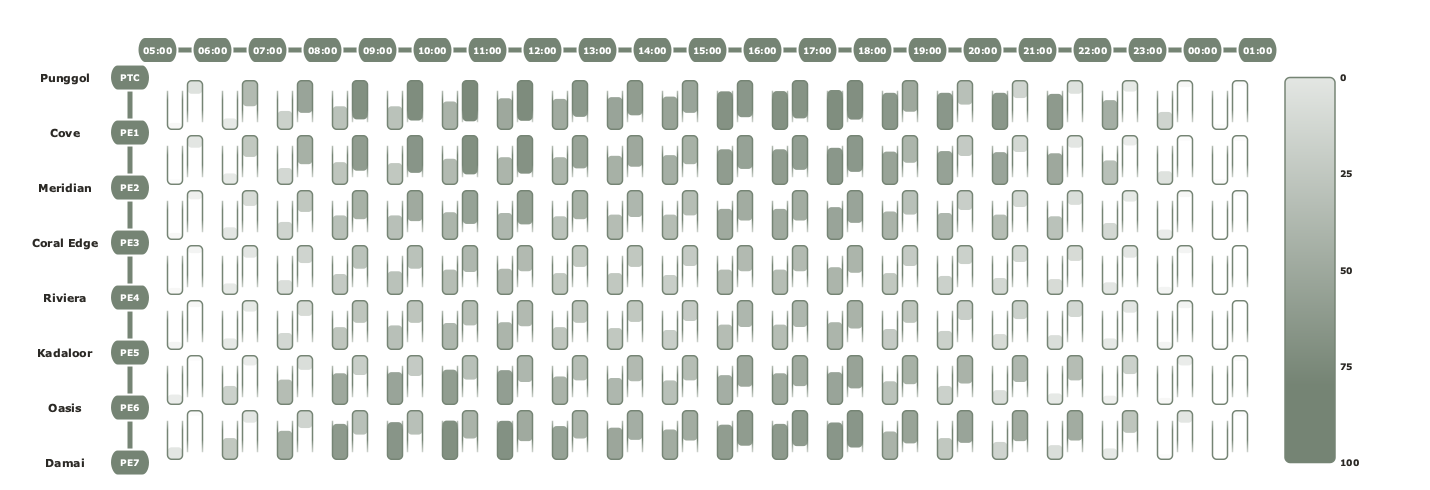 05:00 06:00 07:00 08:00 09:00 10:00 11:00 12:00 13:00 14:00 15:00 16:00 17:00 18:00 19:00 20:00 21:00 22:00 23:00 00:00 01:00
Punggol PTC
Cove PE1
Meridian PE2
Coral Edge PE3
Riviera PE4
Kadaloor PE5
Oasis PE6
Damai PE7
0
25
50
75
100